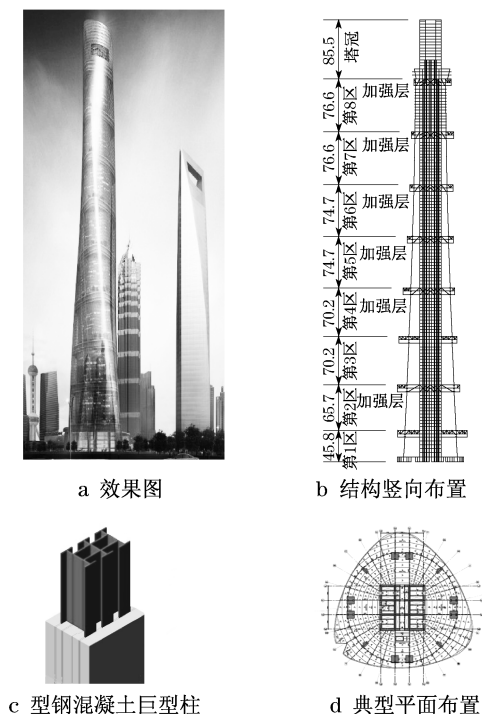 85.5
塔冠
加强层
76.6
第8区
加强层
76.6
第7区
加强层
74.7
第6区
加强层
74.7
第5区
加强层
70.2
第4区
70.2
第3区
加强层
65.7
第2区
45.8
第1区
a 效果图
b 结构竖向布置
c 型钢混凝土巨型柱
d 典型平面布置